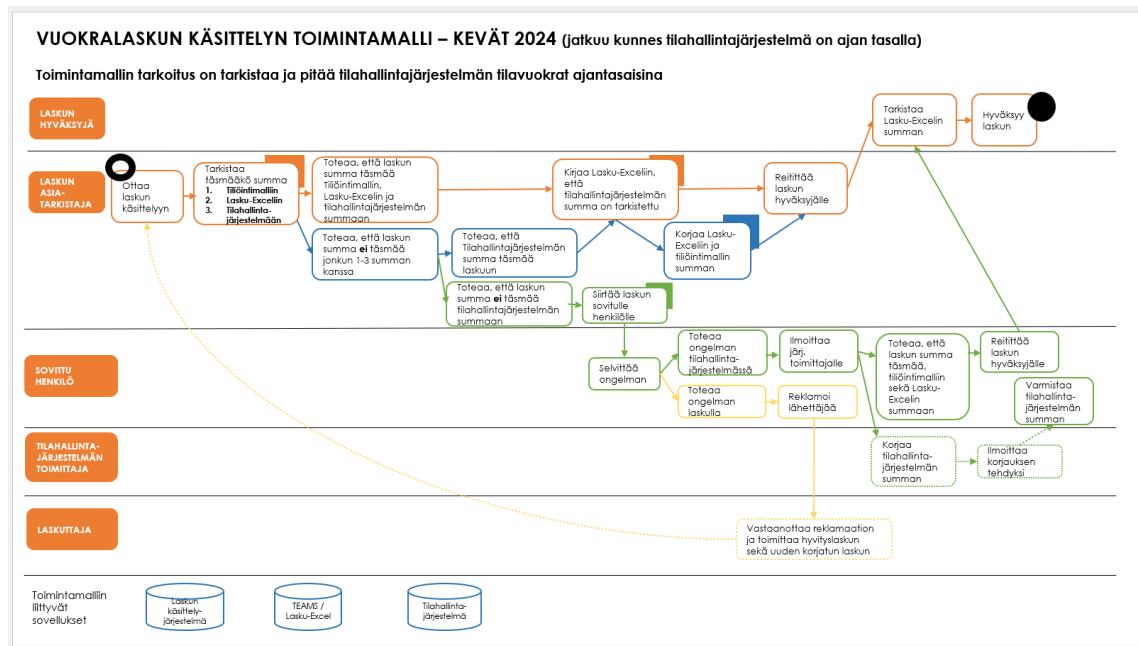 VUOKRALASKUN KÄSITTELYN TOIMINTAMALLI – KEVÄT 2024 (jatkuu kunnes tilahallintajärjestelmä on ajan tasalla)
Toimintamallin tarkoitus on tarkistaa ja pitää tilahallintajärjestelmän tilavuokrat ajantasaisina
LASKUN
HYVÄKSYJÄ
Tarkistaa
Lasku-Excelin
summan
Hyväksyy
laskun
LASKUN
ASIA-
TARKISTAJA
Ottaa
laskun
käsittelyyn
Tarkistaa
täsmääkö summa
1. Tiliöintimalliin
2. Lasku-Exceliin
3. Tilahallinta-
järjestelmään
Toteaa, että laskun
summa täsmää
Tiliöintimallin,
Lasku-Excelin ja
tilahallintajärjestelmän
summaan
Kirjaa Lasku-Exceliin,
että
tilahallintajärjestelmän
summa on tarkistettu
Reitittää
laskun
hyväksyjälle
Toteaa, että laskun
summa ei täsmää
jonkun 1-3 summan
kanssa
Toteaa, että
Tilahallintajärjestelmän
summa täsmää
laskuun
Korjaa Lasku-
Exceliin ja
tiliöintimallin
summan
Toteaa, että laskun
summa ei täsmää
tilahallintajärjestelmän
summaan
Siirtää laskun
sovitulle
henkilölle
SOVITTU
HENKILÖ
Selvittää
ongelman
Toteaa
ongelman
tilahallinta-
järjestelmässä
Ilmoittaa
järj.
toimittajalle
Toteaa, että
laskun summa
täsmää,
tiliöintimalliin
sekä Lasku-
Excelin
summaan
Reitittää
laskun
hyväksyjälle
Toteaa
ongelman
laskulla
Reklamoi
lähettäjää
Varmistaa
tilahallinta-
järjestelmän
summan
TILAHALLINTA-
JÄRJESTELMÄN
TOIMITTAJA
Korjaa
tilahallinta-
järjestelmän
summan
Ilmoittaa
korjauksen
tehdyksi
LASKUTTAJA
Vastaanottaa reklamaation
ja toimittaa hyvityslaskun
sekä uuden korjatun laskun
Toimintamalliin
liittyvät
sovellukset
Laskun
käsittely-
järjestelmä
TEAMS /
Lasku-Excel
Tilahallinta-
järjestelmä